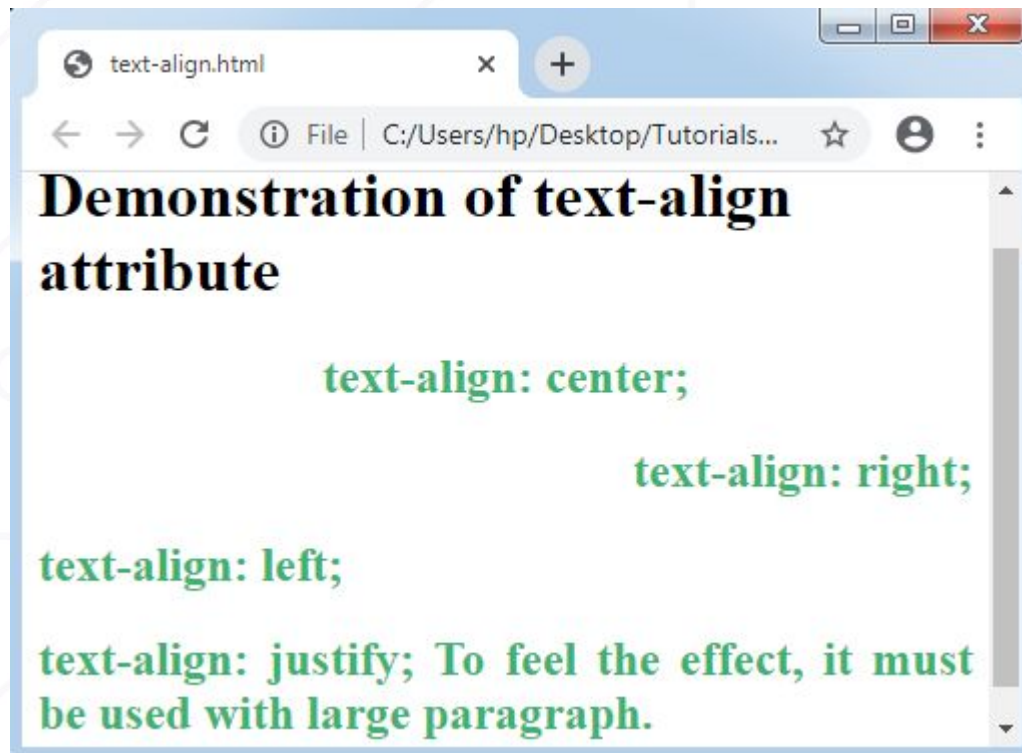 text-align.html
File | C:/Users/hp/Desktop/Tutorials...
Demonstration of text-align
attribute
text-align: center;
text-align: right;
text-align: left;
text-align: justify; To feel the effect, it must
be used with large paragraph.